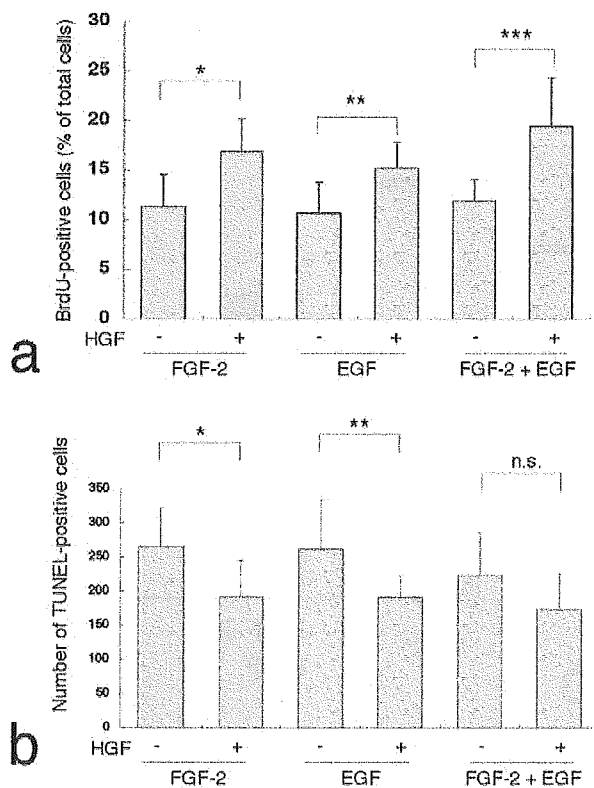 BrdU-positive cells (% of total cells)
30
25
20
15
10
5
0
*
**
***
HGF - + - + - +
FGF-2 EGF FGF-2 + EGF
a
Number of TUNEL-positive cells
350
300
250
200
150
100
50
0
*
**
n.s.
HGF - + - + - +
FGF-2 EGF FGF-2 + EGF
b